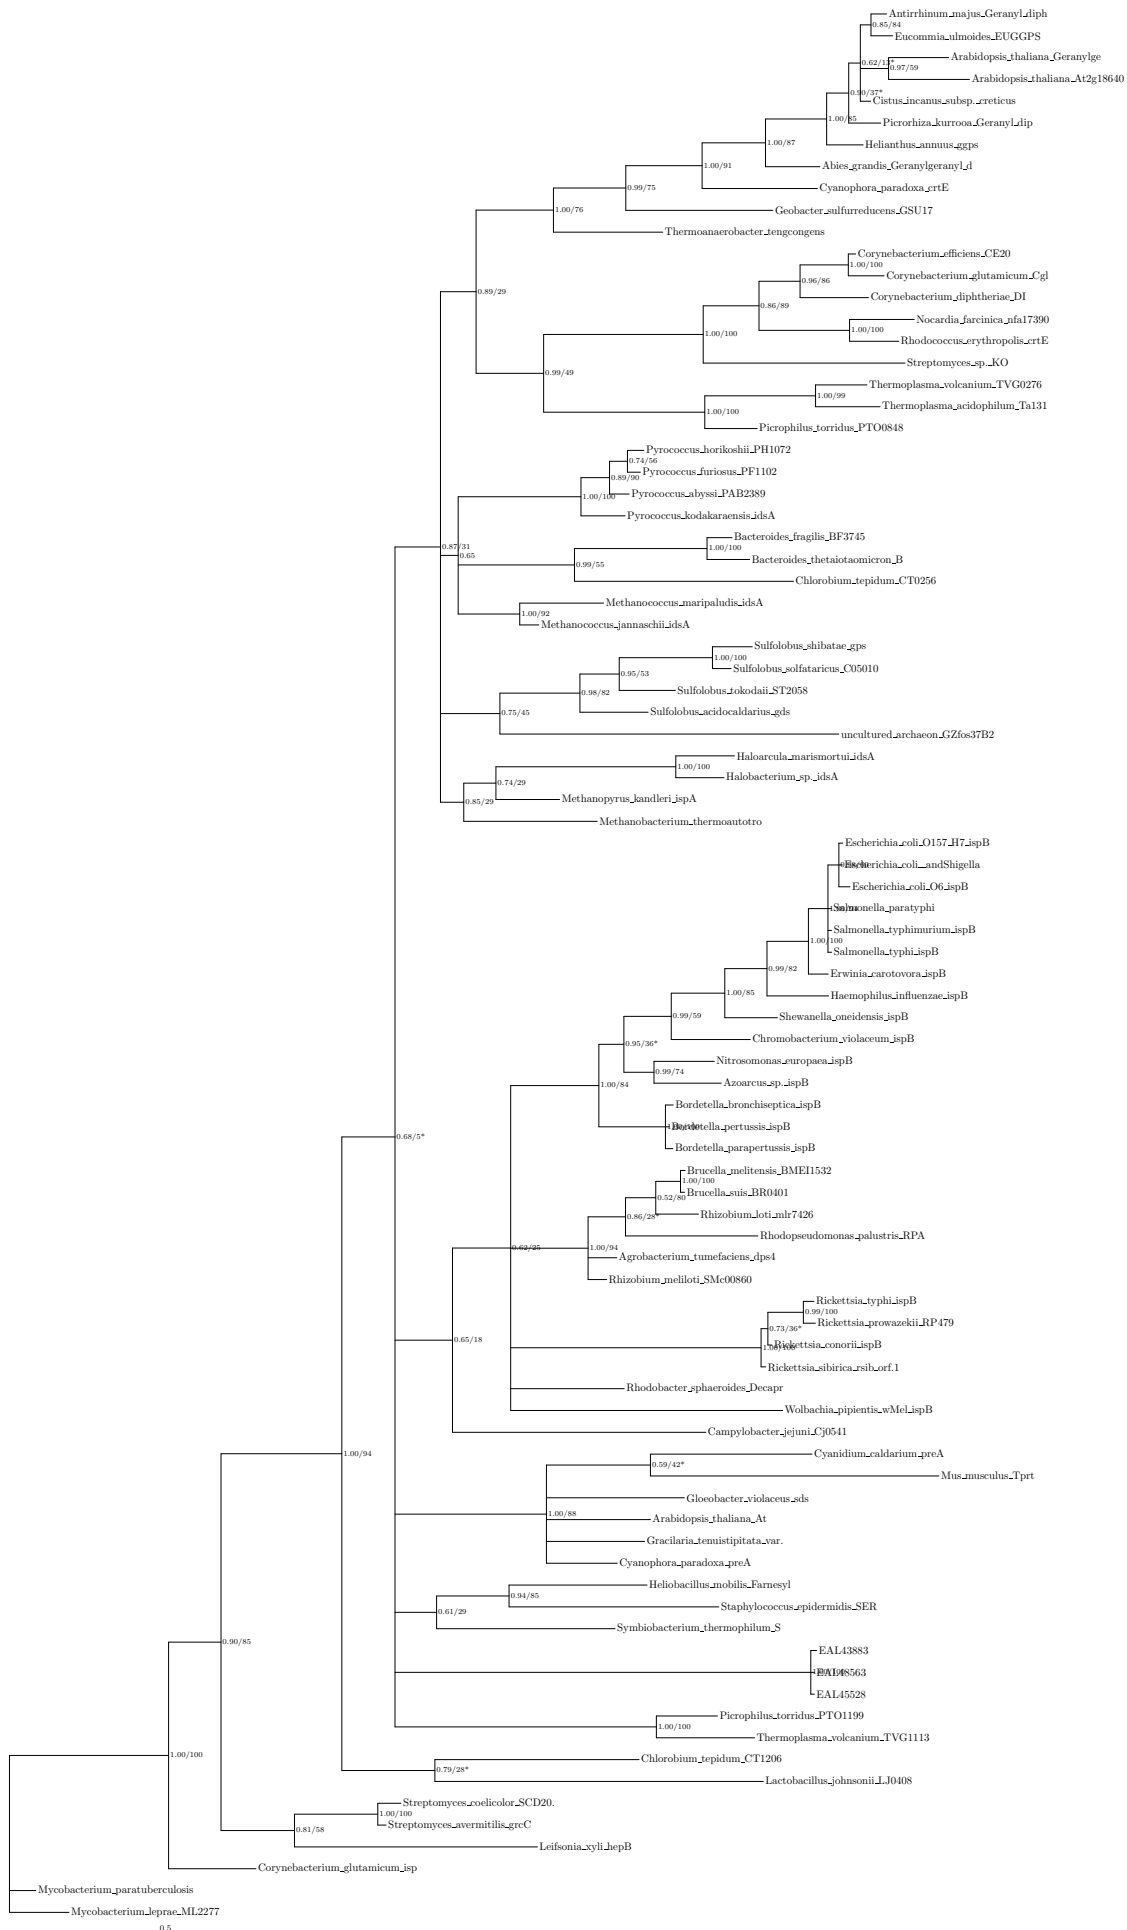 Antirrhinum_majus_Geranyl_diph
0.85/84
Eucommia_ulmoides_EUGGPS
Arabidopsis_thaliana_Geranylge
0.62/13*
0.97/59
Arabidopsis_thaliana_At2g18640
0.90/37*
Cistus_incanus_subsp._creticus
1.00/85
Picrorhiza_kurrooa_Geranyl_dip
1.00/87
Helianthus_annuus_ggps
1.00/91
Abies_grandis_Geranylgeranyl_d
0.99/75
Cyanophora_paradoxa_crtE
1.00/76
Geobacter_sulfurreducens_GSU17
Thermoanaerobacter_tengcongens
Corynebacterium_efficiens_CE20
1.00/100
0.89/29
Corynebacterium_glutamicum_Cgl
0.96/86
Corynebacterium_diphtheriae_DI
0.86/89
Nocardia_farcinica_nfa17390
1.00/100
1.00/100
Rhodococcus_erythropolis_crtE
Streptomyces_sp._KO
0.99/49
Thermoplasma_volcanium_TVG0276
1.00/99
Thermoplasma_acidophilum_Ta131
1.00/100
Picrophilus_torridus_PTO0848
Pyrococcus_horikoshii_PH1072
0.74/56
Pyrococcus_furiosus_PF1102
0.89/90
Pyrococcus_abyssi_PAB2389
1.00/100
Pyrococcus_kodakaraensis_idsA
Bacteroides_fragilis_BF3745
0.87/31
1.00/100
0.65
Bacteroides_thetaiotaomicron_B
0.99/55
Chlorobium_tepidum_CT0256
Methanococcus_maripaludis_idsA
1.00/92
Methanococcus_jannaschii_idsA
Sulfolobus_shibatae_gps
1.00/100
Sulfolobus_solfataricus_C05010
0.95/53
Sulfolobus_tokodaii_ST2058
0.98/82
Sulfolobus_acidocaldarius_gds
0.75/45
uncultured_archaeon_GZfos37B2
Haloarcula_marismortui_idsA
1.00/100
Halobacterium_sp._idsA
0.74/29
Methanopyrus_kandleri_ispA
0.85/29
Methanobacterium_thermoautotro
Escherichia_coli_O157_H7_ispB
Escherichia_coli_andShigella
Escherichia_coli_O6_ispB
Salmonella_paratyphi
Salmonella_typhimurium_ispB
1.00/100
Salmonella_typhi_ispB
0.99/82
Erwinia_carotovora_ispB
1.00/85
Haemophilus_influenzae_ispB
0.99/59
Shewanella_oneidensis_ispB
Chromobacterium_violaceum_ispB
0.95/36*
Nitrosomonas_europaea_ispB
0.99/74
Azoarcus_sp._ispB
1.00/84
Bordetella_bronchiseptica_ispB
Bordetella_pertussis_ispB
0.68/5*
Bordetella_parapertussis_ispB
Brucella_melitensis_BMEI1532
1.00/100
Brucella_suis_BR0401
0.52/80
Rhizobium_loti_mlr7426
0.86/28*
Rhodopseudomonas_palustris_RPA
0.62/25
1.00/94
Agrobacterium_tumefaciens_dps4
Rhizobium_meliloti_SMc00860
Rickettsia_typhi_ispB
0.99/100
Rickettsia_prowazekii_RP479
0.73/36*
Rickettsia_conorii_ispB
0.65/18
Rickettsia_sibirica_rsib_orf.1
Rhodobacter_sphaeroides_Decapr
Wolbachia_pipientis_wMel_ispB
Campylobacter_jejuni_Cj0541
1.00/94
Cyanidium_caldarium_preA
0.59/42*
Mus_musculus_Tprt
Gloeobacter_violaceus_sds
1.00/88
Arabidopsis_thaliana_At
Gracilaria_tenuistipitata_var.
Cyanophora_paradoxa_preA
Heliobacillus_mobilis_Farnesyl
0.94/85
Staphylococcus_epidermidis_SER
0.61/29
Symbiobacterium_thermophilum_S
0.90/85
EAL43883
EAL48563
EAL45528
Picrophilus_torridus_PTO1199
1.00/100
Thermoplasma_volcanium_TVG1113
1.00/100
Chlorobium_tepidum_CT1206
0.79/28*
Lactobacillus_johnsonii_LJ0408
Streptomyces_coelicolor_SCD20.
1.00/100
Streptomyces_avermitilis_grcC
0.81/58
Leifsonia_xyli_hepB
Corynebacterium_glutamicum_isp
Mycobacterium_paratuberculosis
Mycobacterium_leprae_ML2277
0.5